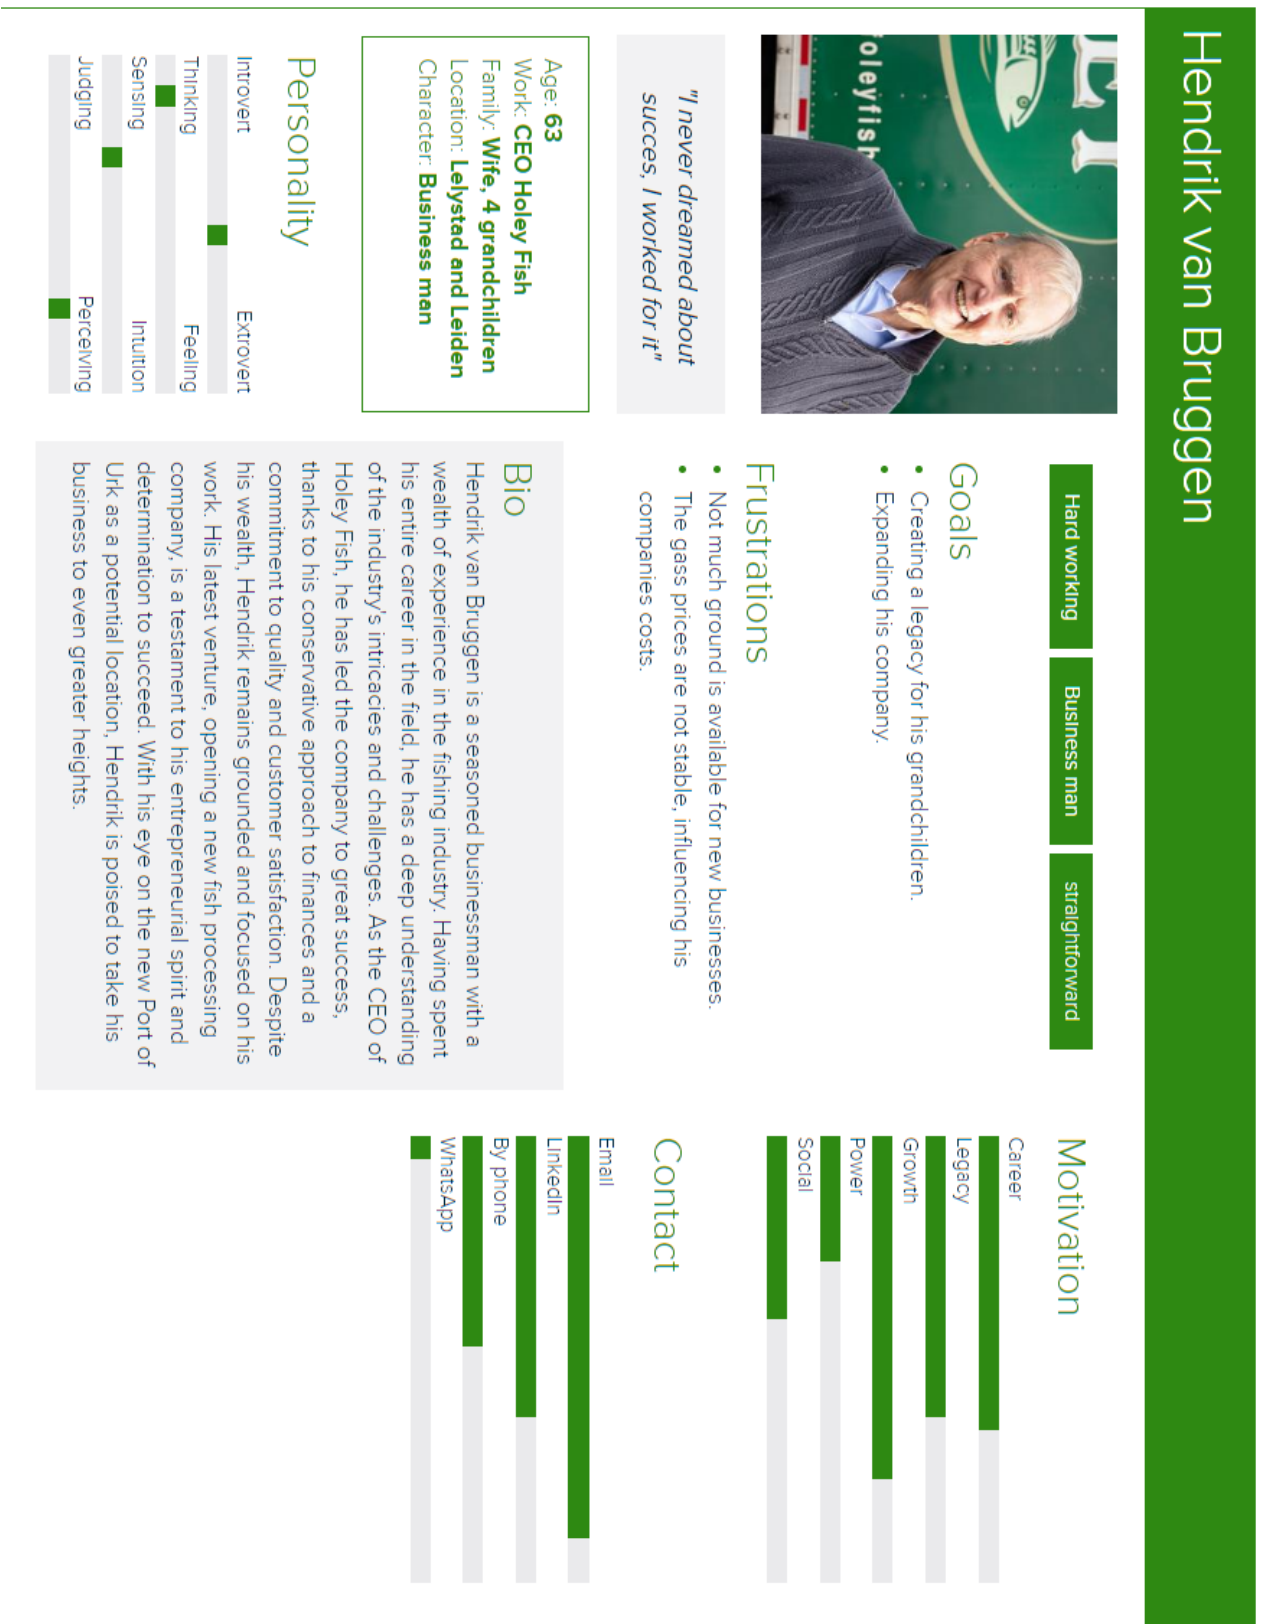 Hendrik van Bruggen
oleyfish
"I never dreamed about
succes, I worked for it"
Age: 63
Work: CEO Holey Fish
Family: Wife, 4 grandchildren
Location: Lelystad and Leiden
Character: Business man
Personality
Introvert Extrovert
Thinking Feeling
Sensing Intuition
Judging Perceiving
Hard working
Business man
straightforward
Goals
• Creating a legacy for his grandchildren.
• Expanding his company.
Frustrations
• Not much ground is available for new businesses.
• The gass prices are not stable, influencing his
companies costs.
Bio
Hendrik van Bruggen is a seasoned businessman with a
wealth of experience in the fishing industry. Having spent
his entire career in the field, he has a deep understanding
of the industry's intricacies and challenges. As the CEO of
Holey Fish, he has led the company to great success,
thanks to his conservative approach to finances and a
commitment to quality and customer satisfaction. Despite
his wealth, Hendrik remains grounded and focused on his
work. His latest venture, opening a new fish processing
company, is a testament to his entrepreneurial spirit and
determination to succeed. With his eye on the new Port of
Urk as a potential location, Hendrik is poised to take his
business to even greater heights.
Motivation
Career
Legacy
Growth
Power
Social
Contact
Email
LinkedIn
By phone
WhatsApp